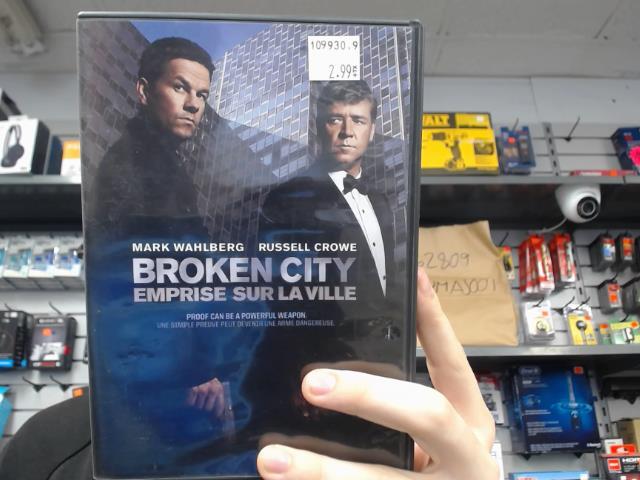 109930.9
2.99
MARK WAHLBERG RUSSELL CROWE
BROKEN CITY
EMPRISE SUR LA VILLE
PROOF CAN BE A POWERFUL WEAPON.
UNE SIMPLE PREUVE PEUT DEVENIR UNE ARME DANGEREUSE.
DEWALT
62809